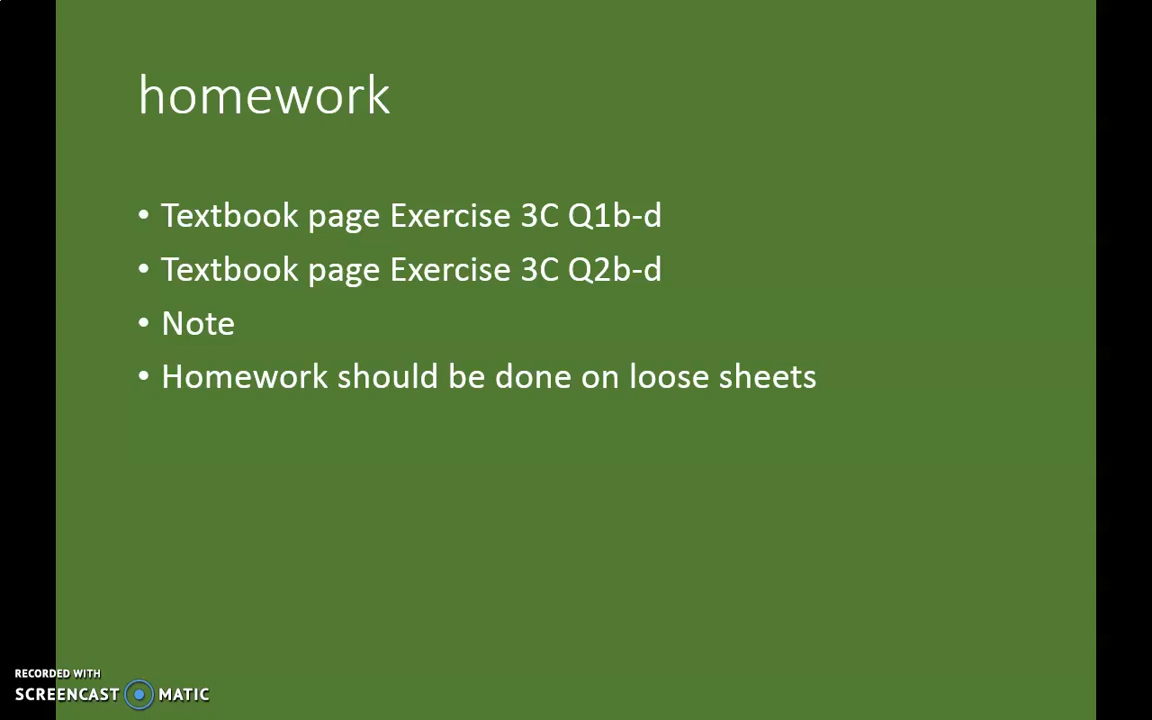 homework
• Textbook page Exercise 3C Q1b-d
• Textbook page Exercise 3C Q2b-d
• Note
• Homework should be done on loose sheets
RECORDED WITH
SCREENCAST MATIC